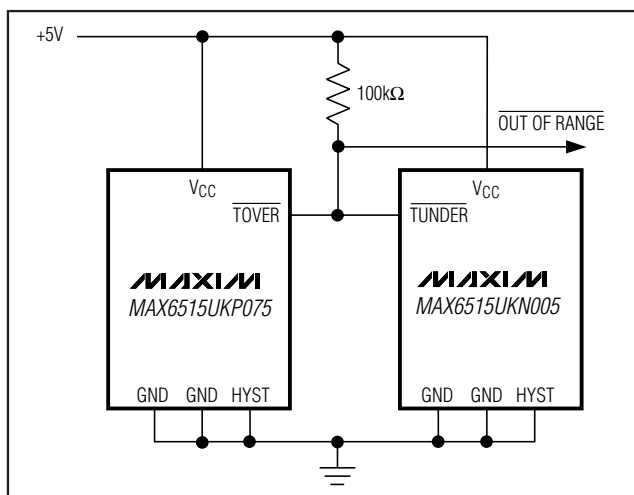 +5V
100kΩ
OUT OF RANGE
VCC
TOVER
MAXIM
MAX6515UKP075
GND GND HYST
VCC
TUNDER
MAXIM
MAX6515UKN005
GND GND HYST